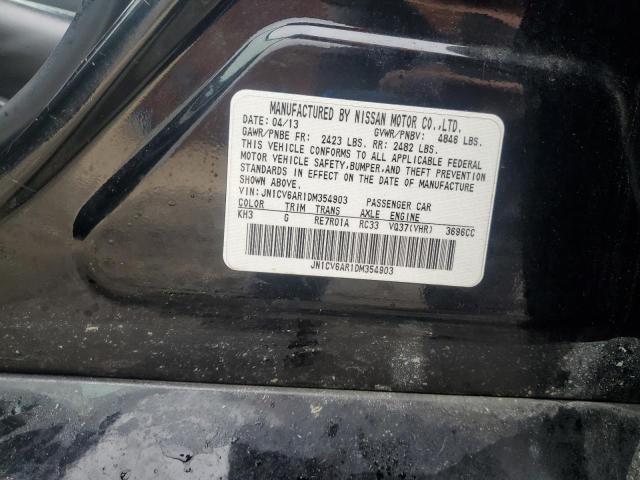 MANUFACTURED BY NISSAN MOTOR CO.,LTD.
DATE: 04/13 GVWR/PNBV: 4846 LBS.
GAWR/PNBE FR: 2423 LBS. RR: 2482 LBS.
THIS VEHICLE CONFORMS TO ALL APPLICABLE FEDERAL
MOTOR VEHICLE SAFETY,BUMPER,AND THEFT PREVENTION
STANDARDS IN EFFECT ON THE DATE OF MANUFACTURE
SHOWN ABOVE.
VIN: JN1CV6AR1DM354903 PASSENGER CAR
COLOR TRIM TRANS AXLE ENGINE
KH3 G RE7R01A RC33 VQ37(VHR) 3696CC
JN1CV6AR1DM354903